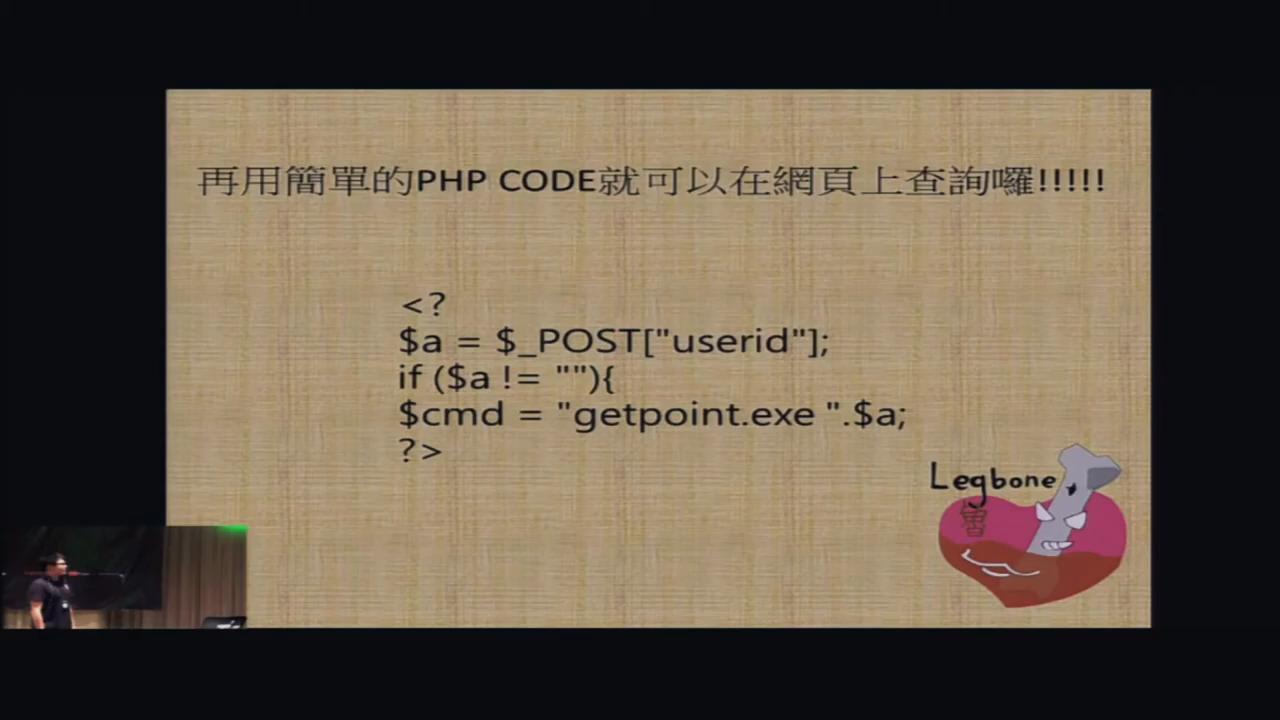 再用簡單的PHP CODE就可以在網頁上查詢囉!!!!!
<?
$a = $_POST["userid"];
if ($a != ""){
$cmd = "getpoint.exe ".$a;
?>
Legbone
魯